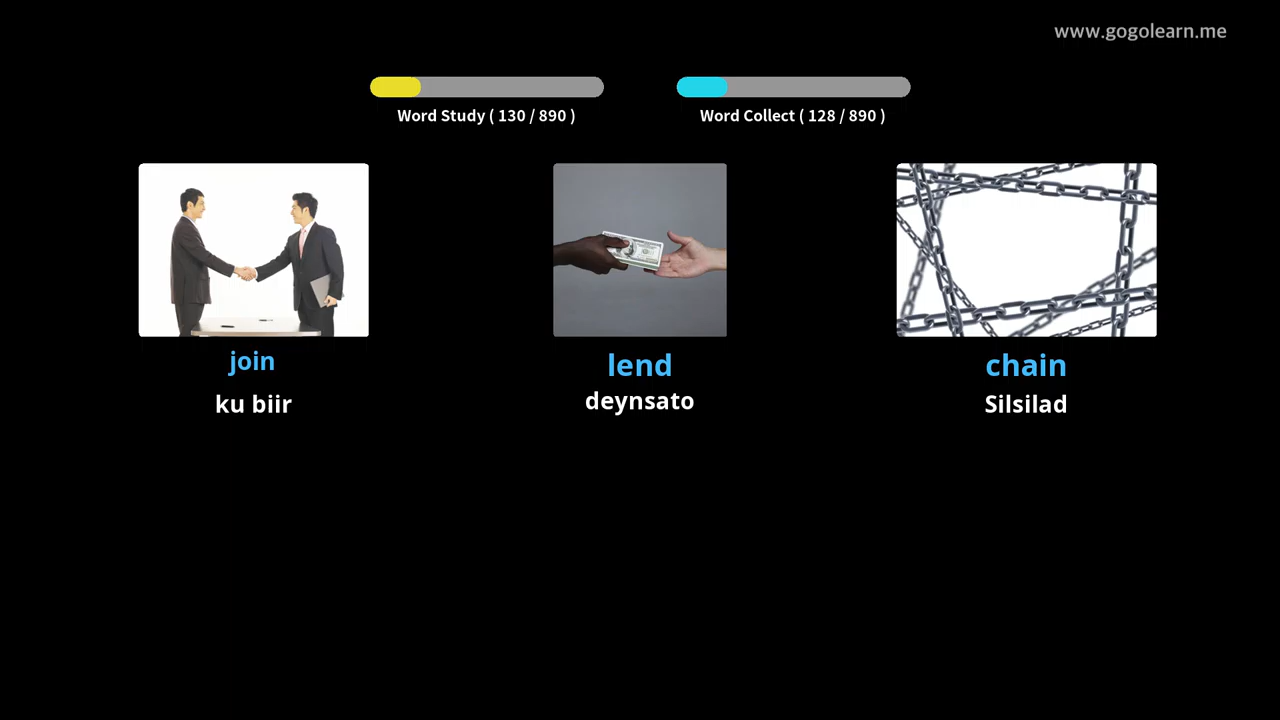 www.gogolearn.me
Word Study ( 130 / 890 )
Word Collect ( 128 / 890 )
join
ku biir
lend
deynsato
chain
Silsilad